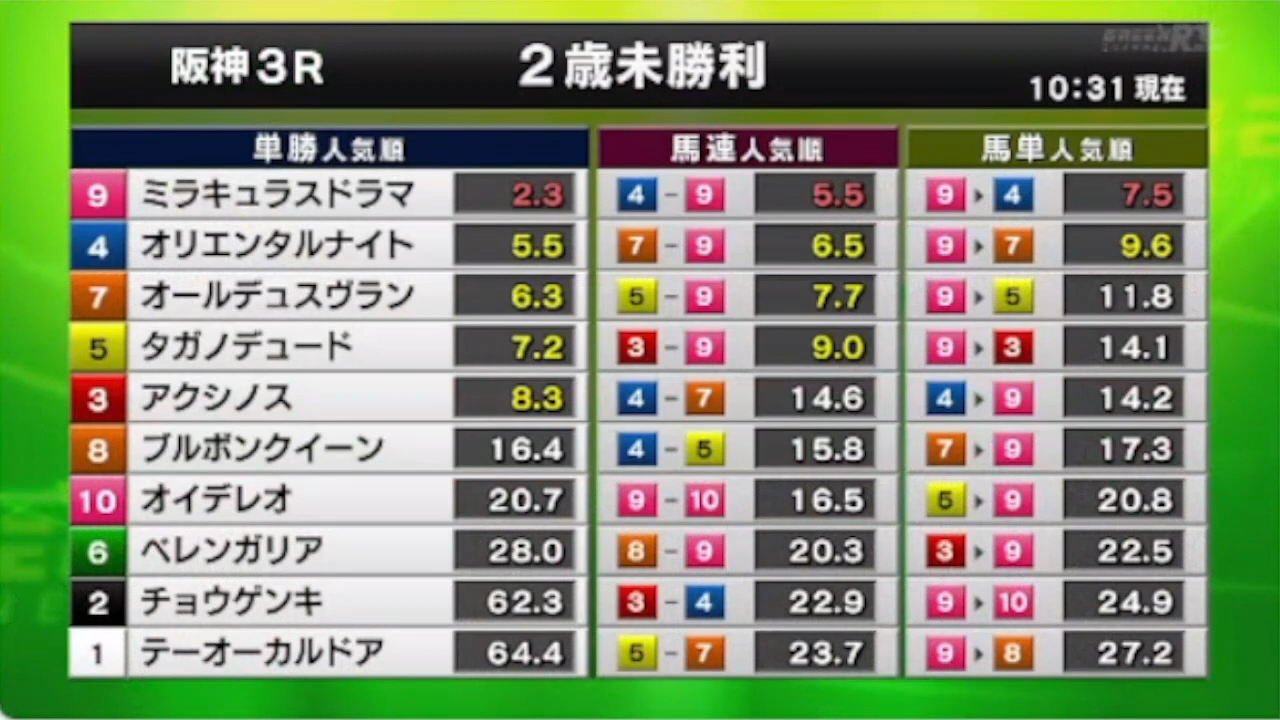 阪神3R 2歳未勝利 10:31現在
単勝人気順 馬連人気順 馬単人気順
9 ミラキュラスドラマ 2.3 4-9 5.5 9▸4 7.5
4 オリエンタルナイト 5.5 7-9 6.5 9▸7 9.6
7 オールデュスヴラン 6.3 5-9 7.7 9▸5 11.8
5 タガノデュード 7.2 3-9 9.0 9▸3 14.1
3 アクシノス 8.3 4-7 14.6 4▸9 14.2
8 ブルボンクイーン 16.4 4-5 15.8 7▸9 17.3
10 オイデレオ 20.7 9-10 16.5 5▸9 20.8
6 ベレンガリア 28.0 8-9 20.3 3▸9 22.5
2 チョウゲンキ 62.3 3-4 22.9 9▸10 24.9
1 テーオーカルドア 64.4 5-7 23.7 9▸8 27.2